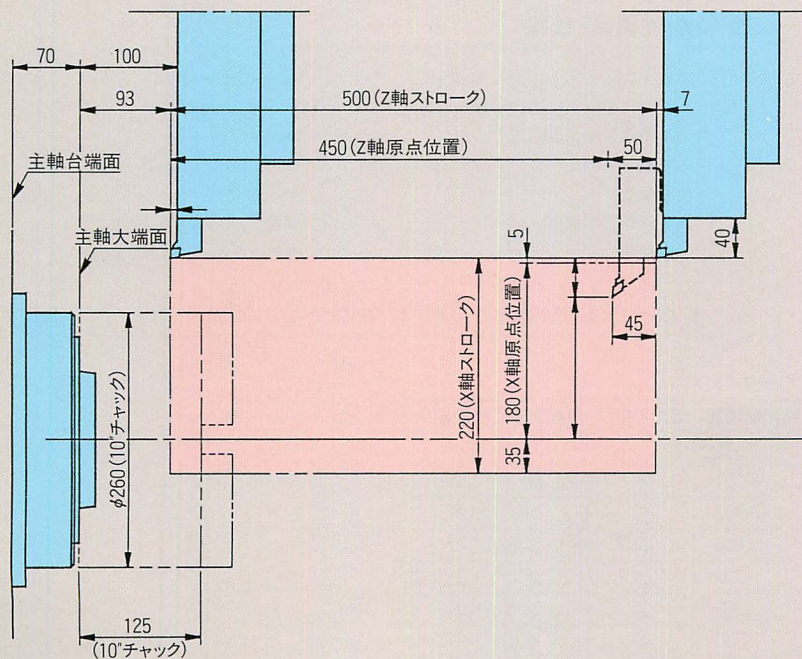 70
100
93
500(Z軸ストローク)
7
450(Z軸原点位置)
50
主軸台端面
主軸大端面
5
40
45
220(X軸ストローク)
180(X軸原点位置)
35
φ260(10"チャック)
125
(10"チャック)